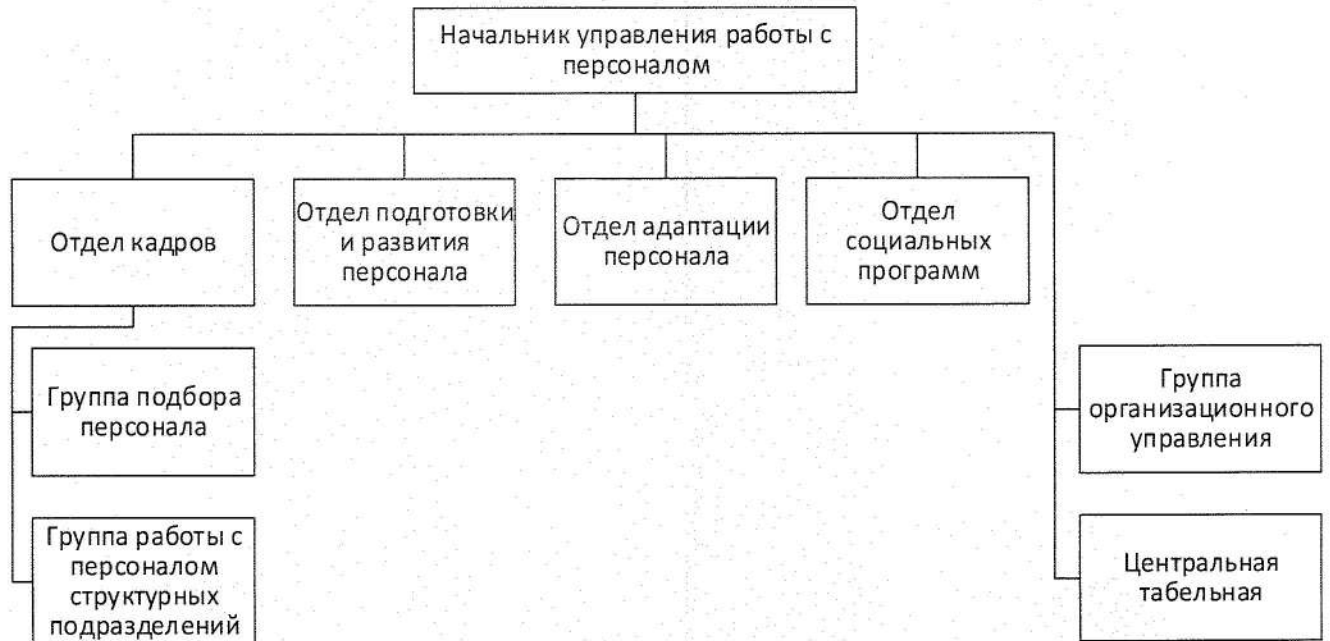 Начальник управления работы с
персоналом
Отдел кадров
Отдел подготовки
и развития
персонала
Отдел адаптации
персонала
Отдел
социальных
программ
Группа подбора
персонала
Группа работы с
персоналом
структурных
подразделений
Группа
организационного
управления
Центральная
табельная